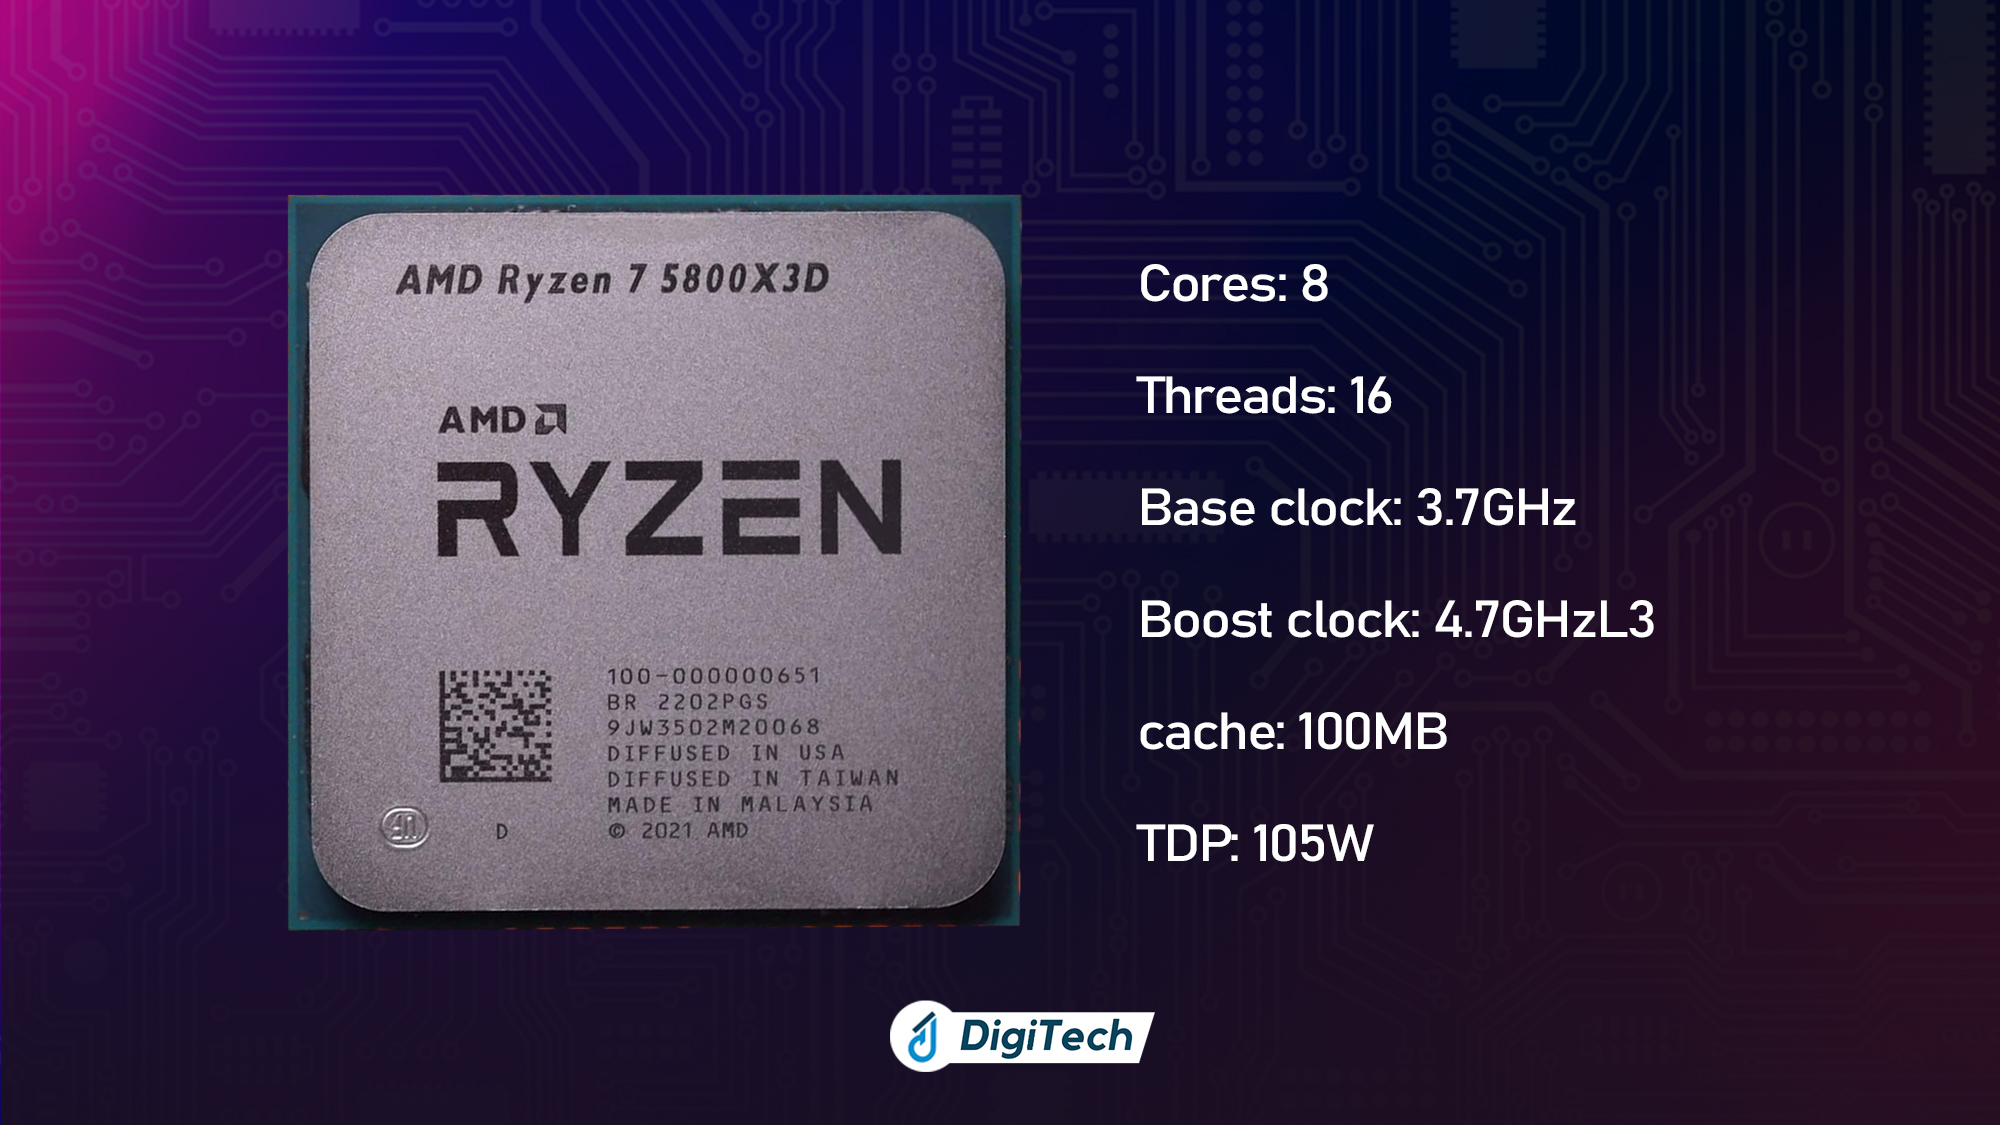 AMD Ryzen 7 5800X3D
AMD
RYZEN
100-000000651
BR 2202PGS
9JW3502M20068
DIFFUSED IN USA
DIFFUSED IN TAIWAN
MADE IN MALAYSIA
© 2021 AMD
D
Cores: 8
Threads: 16
Base clock: 3.7GHz
Boost clock: 4.7GHzL3
cache: 100MB
TDP: 105W
DigiTech